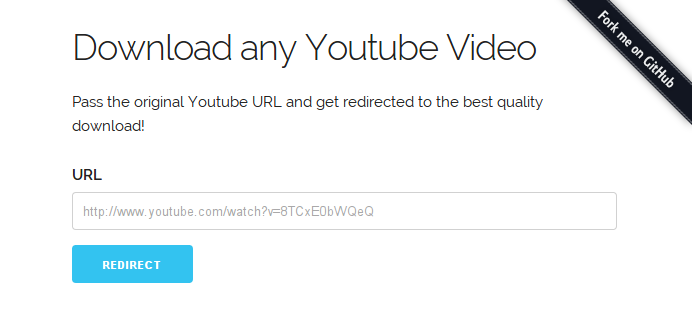 Download any Youtube Video
Fork me on GitHub
Pass the original Youtube URL and get redirected to the best quality
download!
URL
http://www.youtube.com/watch?v=8TCxE0bWQeQ
REDIRECT